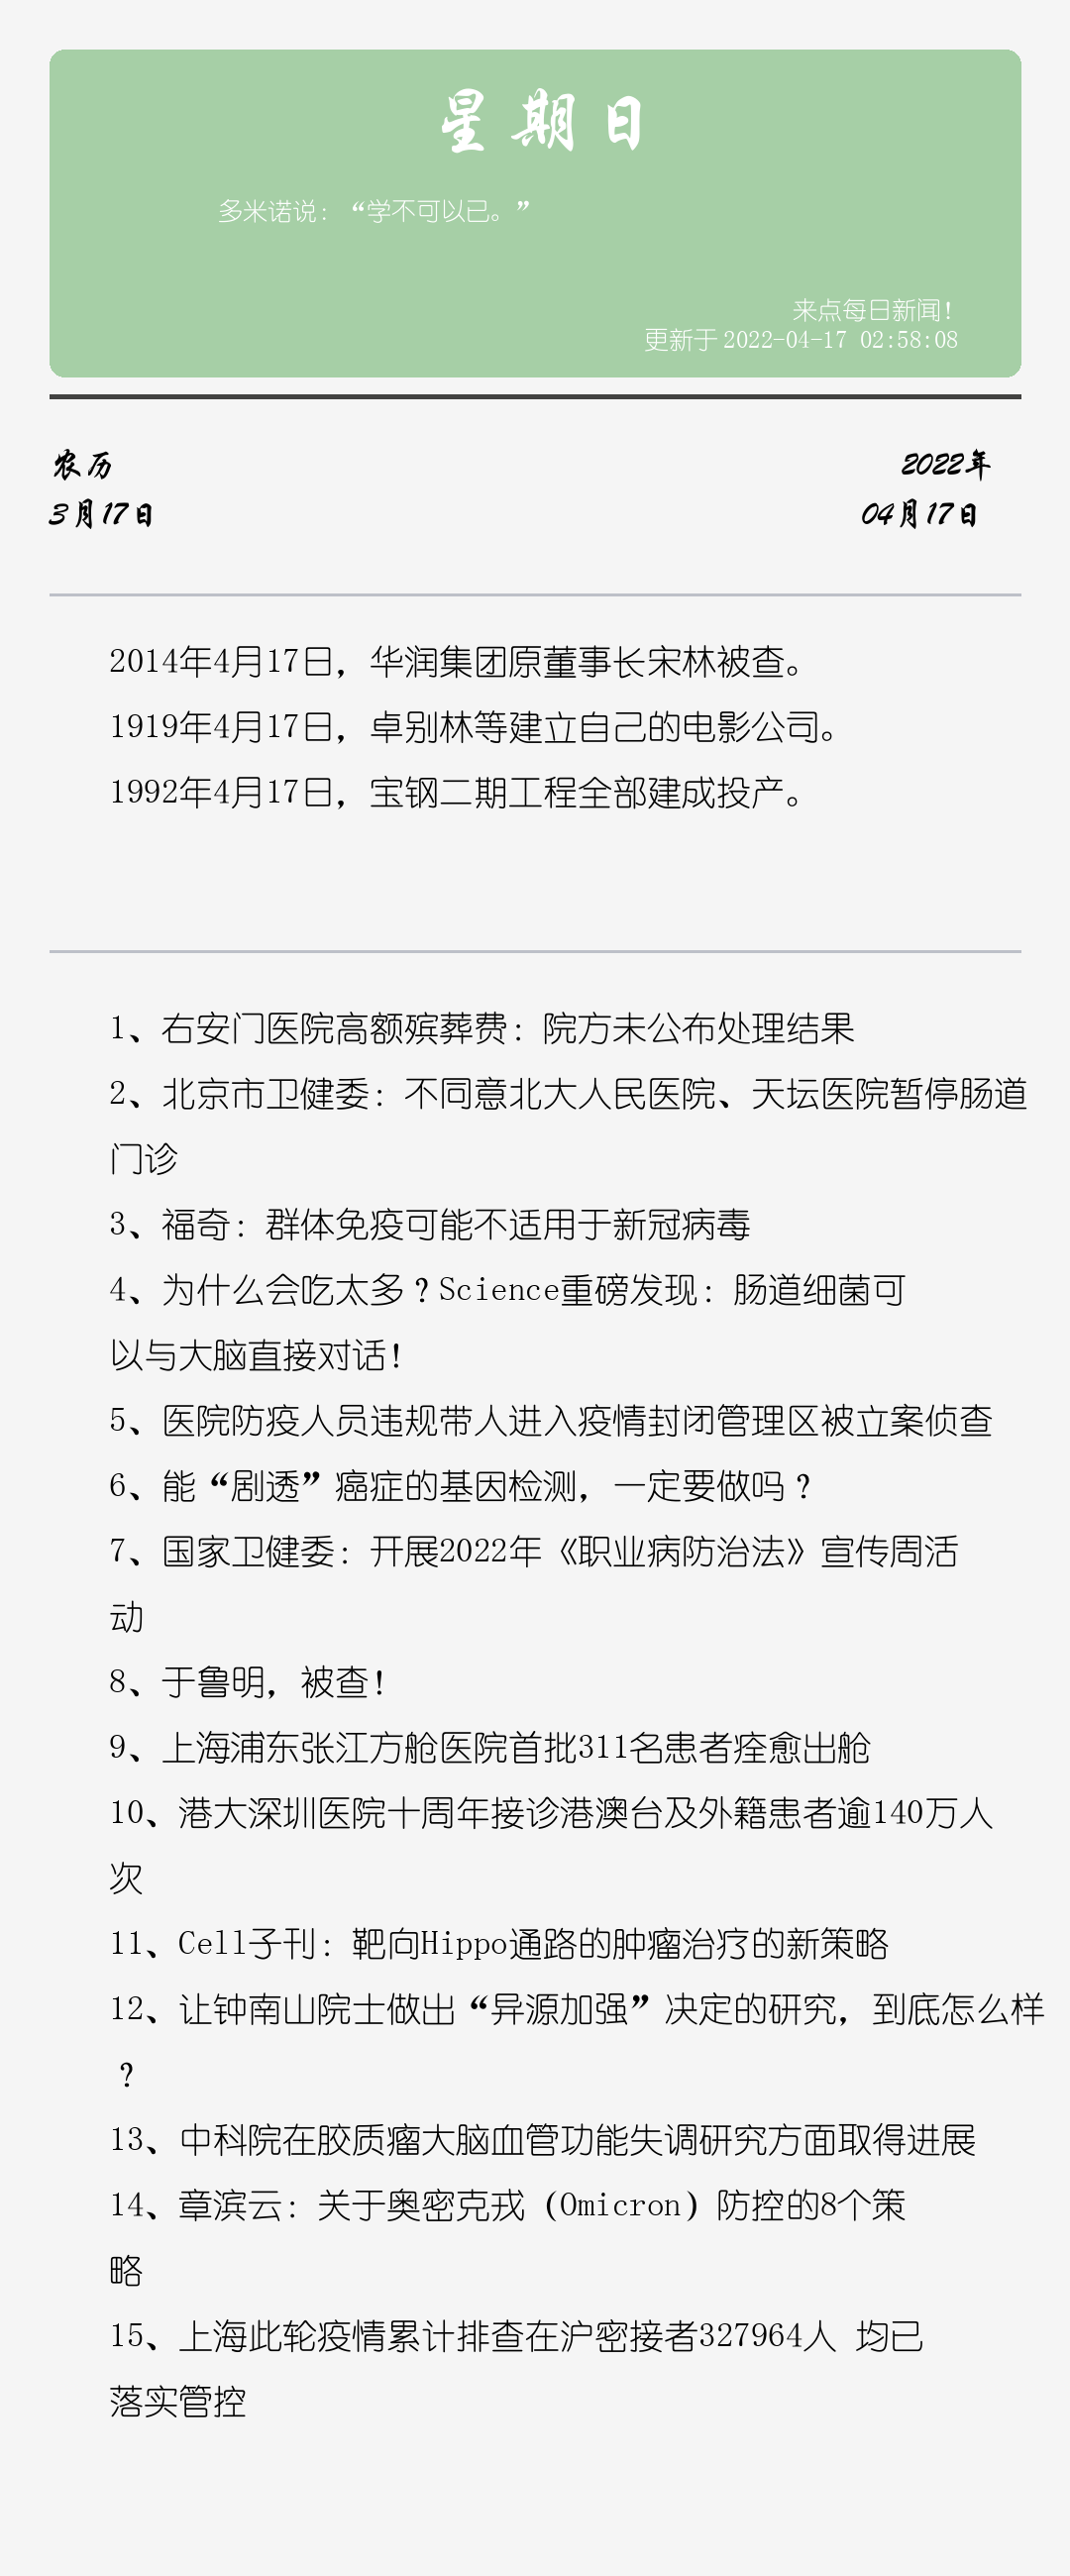 星期日
多米诺说：“学不可以已。”
来点每日新闻！
更新于 2022-04-17 02:58:08
农历
2022年
3月17日
04月17日
2014年4月17日，华润集团原董事长宋林被查。
1919年4月17日，卓别林等建立自己的电影公司。
1992年4月17日，宝钢二期工程全部建成投产。
1、右安门医院高额殡葬费：院方未公布处理结果
2、北京市卫健委：不同意北大人民医院、天坛医院暂停肠道
门诊
3、福奇：群体免疫可能不适用于新冠病毒
4、为什么会吃太多？Science重磅发现：肠道细菌可
以与大脑直接对话！
5、医院防疫人员违规带人进入疫情封闭管理区被立案侦查
6、能“剧透”癌症的基因检测，一定要做吗？
7、国家卫健委：开展2022年《职业病防治法》宣传周活
动
8、于鲁明，被查！
9、上海浦东张江方舱医院首批311名患者痊愈出舱
10、港大深圳医院十周年接诊港澳台及外籍患者逾140万人
次
11、Cell子刊：靶向Hippo通路的肿瘤治疗的新策略
12、让钟南山院士做出“异源加强”决定的研究，到底怎么样
？
13、中科院在胶质瘤大脑血管功能失调研究方面取得进展
14、章滨云：关于奥密克戎（Omicron）防控的8个策
略
15、上海此轮疫情累计排查在沪密接者327964人 均已
落实管控